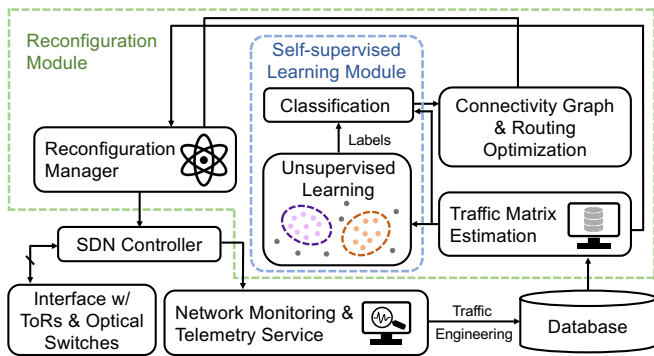 Reconfiguration
Module
Self-supervised
Learning Module
Classification
Connectivity Graph
& Routing
Optimization
Reconfiguration
Manager
Labels
Unsupervised
Learning
Traffic Matrix
Estimation
SDN Controller
Interface w/
ToRs & Optical
Switches
Network Monitoring &
Telemetry Service
Traffic
Engineering
Database